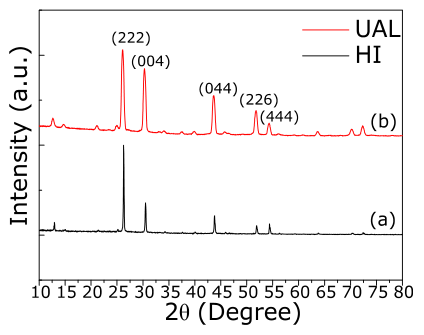 UAL
HI
(222)
(004)
(044)
(226)
(444)
(b)
(a)
Intensity (a.u.)
10 15 20 25 30 35 40 45 50 55 60 65 70 75 80
2θ (Degree)